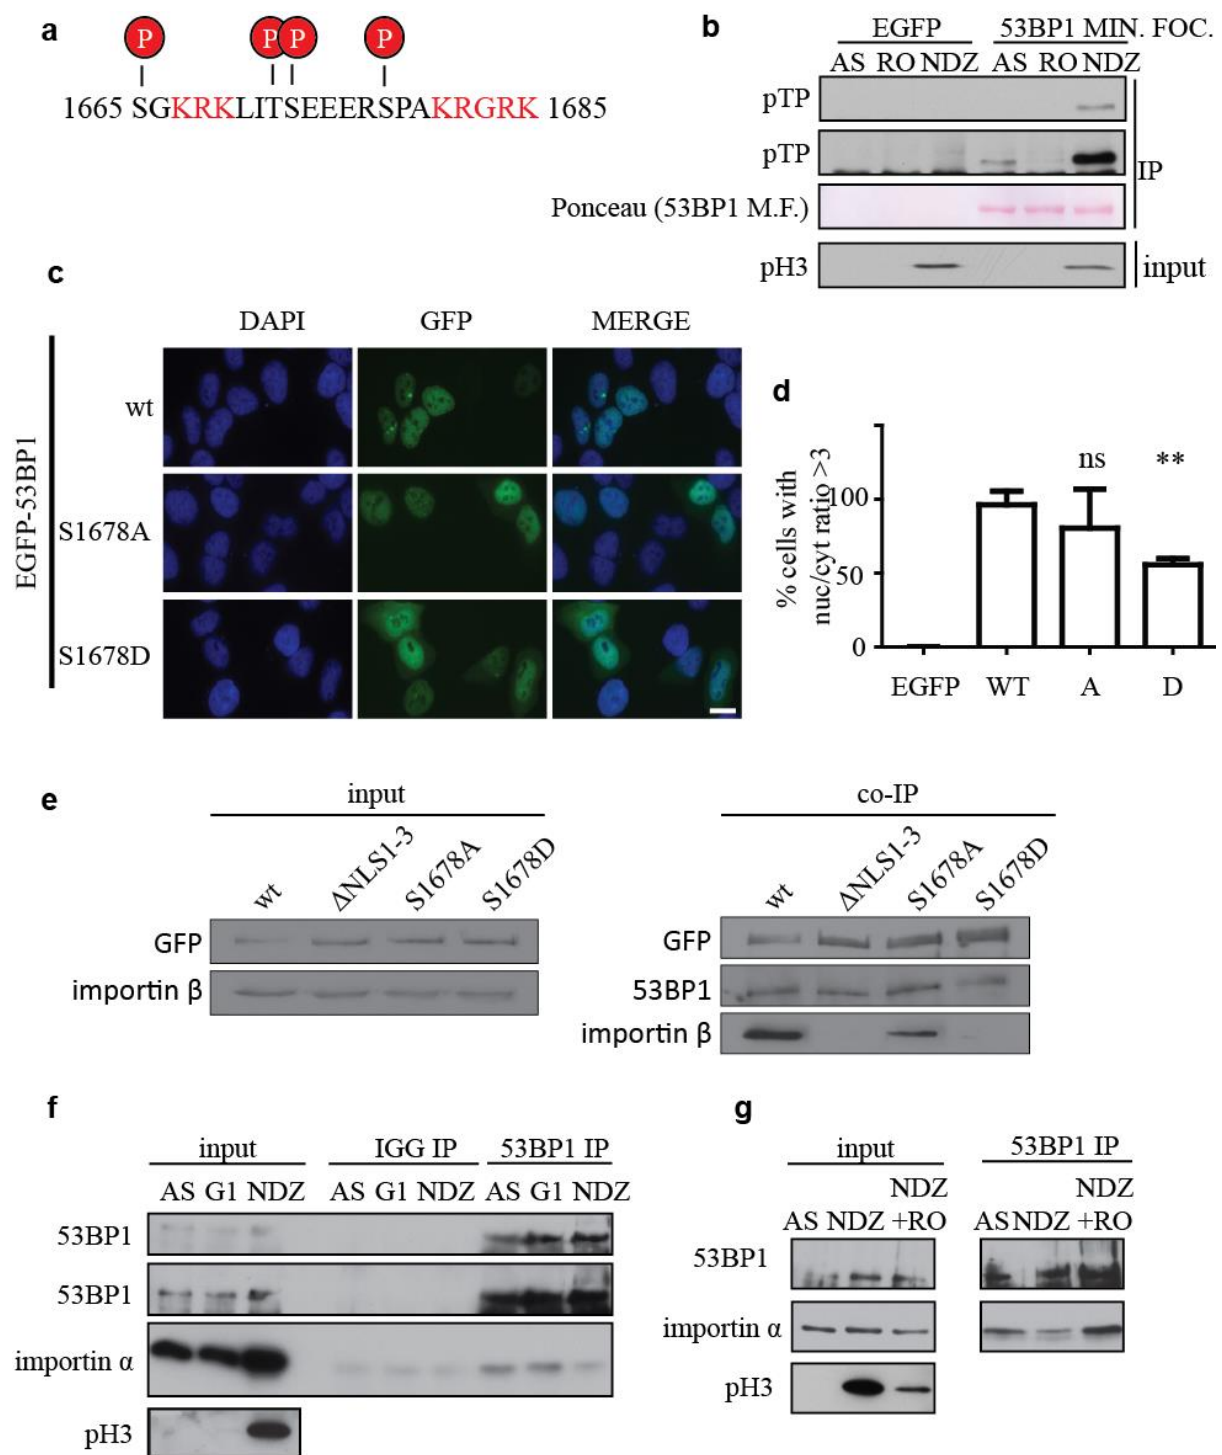 a
P P P P
1665 SGKRKLITSEEERSPAKRGRK 1685
b
EGFP 53BP1 MIN. FOC.
AS RO NDZ AS RO NDZ
pTP
pTP
IP
Ponceau (53BP1 M.F.)
pH3
input
c
DAPI GFP MERGE
EGFP-53BP1
wt
S1678A
S1678D
d
% cells with
nuc/cyt ratio >3
ns **
100
50
0
EGFP WT A D
e
input co-IP
wt ΔNLS1-3 S1678A S1678D
GFP
importin β
wt ΔNLS1-3 S1678A S1678D
GFP
53BP1
importin β
f
input IGG IP 53BP1 IP
AS G1 NDZ AS G1 NDZ AS G1 NDZ
53BP1
53BP1
importin α
pH3
g
input 53BP1 IP
NDZ NDZ
AS NDZ +RO AS NDZ +RO
53BP1
importin α
pH3